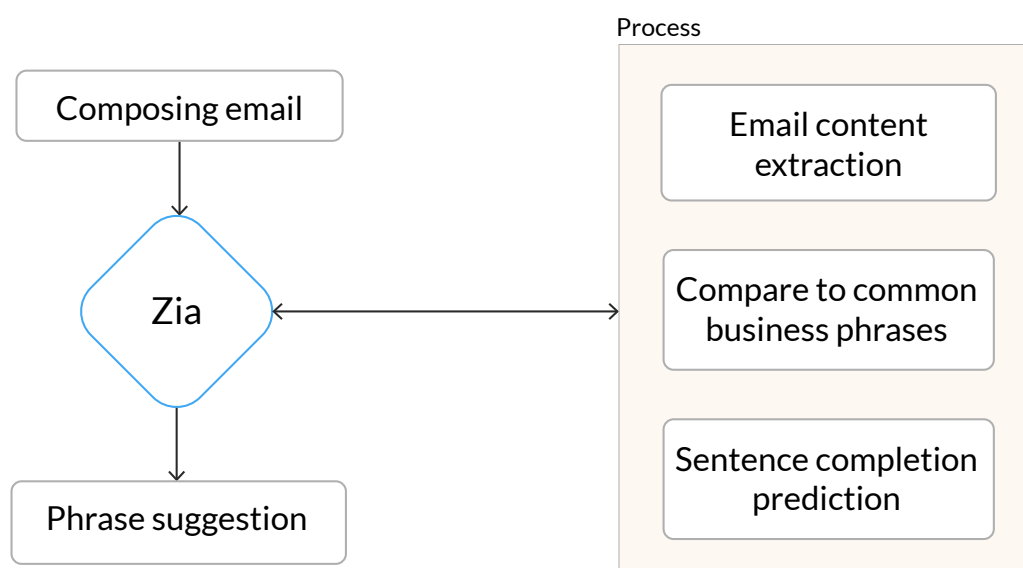 Process
Composing email
Zia
Phrase suggestion
Email content
extraction
Compare to common
business phrases
Sentence completion
prediction